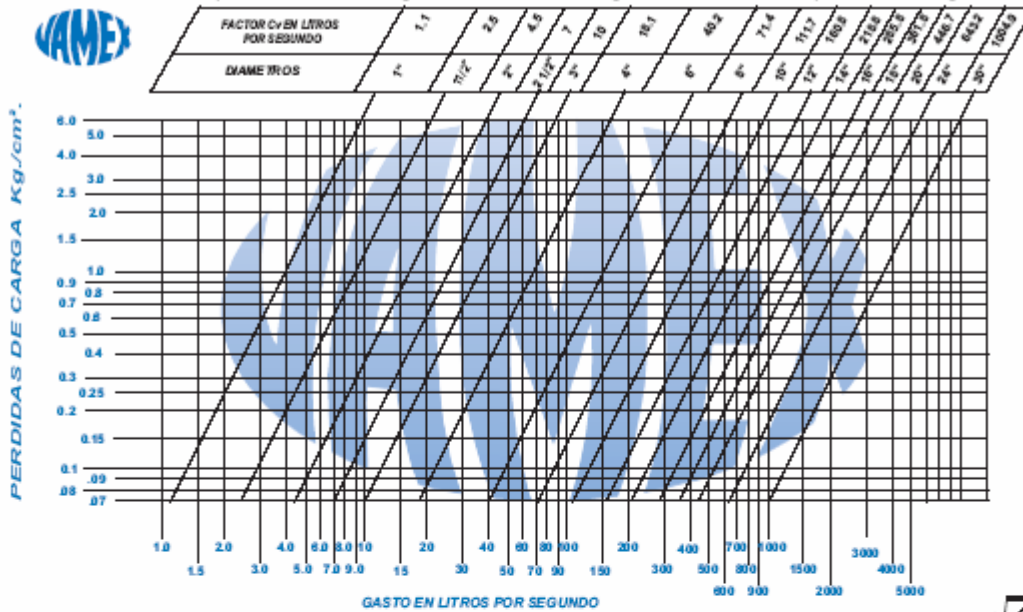 VAMEX
FACTOR Cv EN LITROS
POR SEGUNDO
1.1 2.5 4.5 7 10 18.1 40.2 71.4 111.7 160.8 218.8 285.8 361.8 446.7 643.2 1004.9
DIAMETROS
1" 1 1/2" 2" 2 1/2" 3" 4" 6" 8" 10" 12" 14" 16" 18" 20" 24" 30"
PERDIDAS DE CARGA Kg./cm².
6.0
5.0
4.0
3.0
2.5
2.0
1.5
1.0
0.9
0.8
0.7
0.6
0.5
0.4
0.3
0.25
0.2
0.15
0.1
.09
.08
.07
VAMEX
1.0 2.0 4.0 6.0 8.0 10 20 40 60 80 100 200 400 700 1000 3000
1.5 3.0 5.0 7.0 9.0 15 30 50 70 90 150 300 500 800 1500 4000
600 900 2000 5000
GASTO EN LITROS POR SEGUNDO